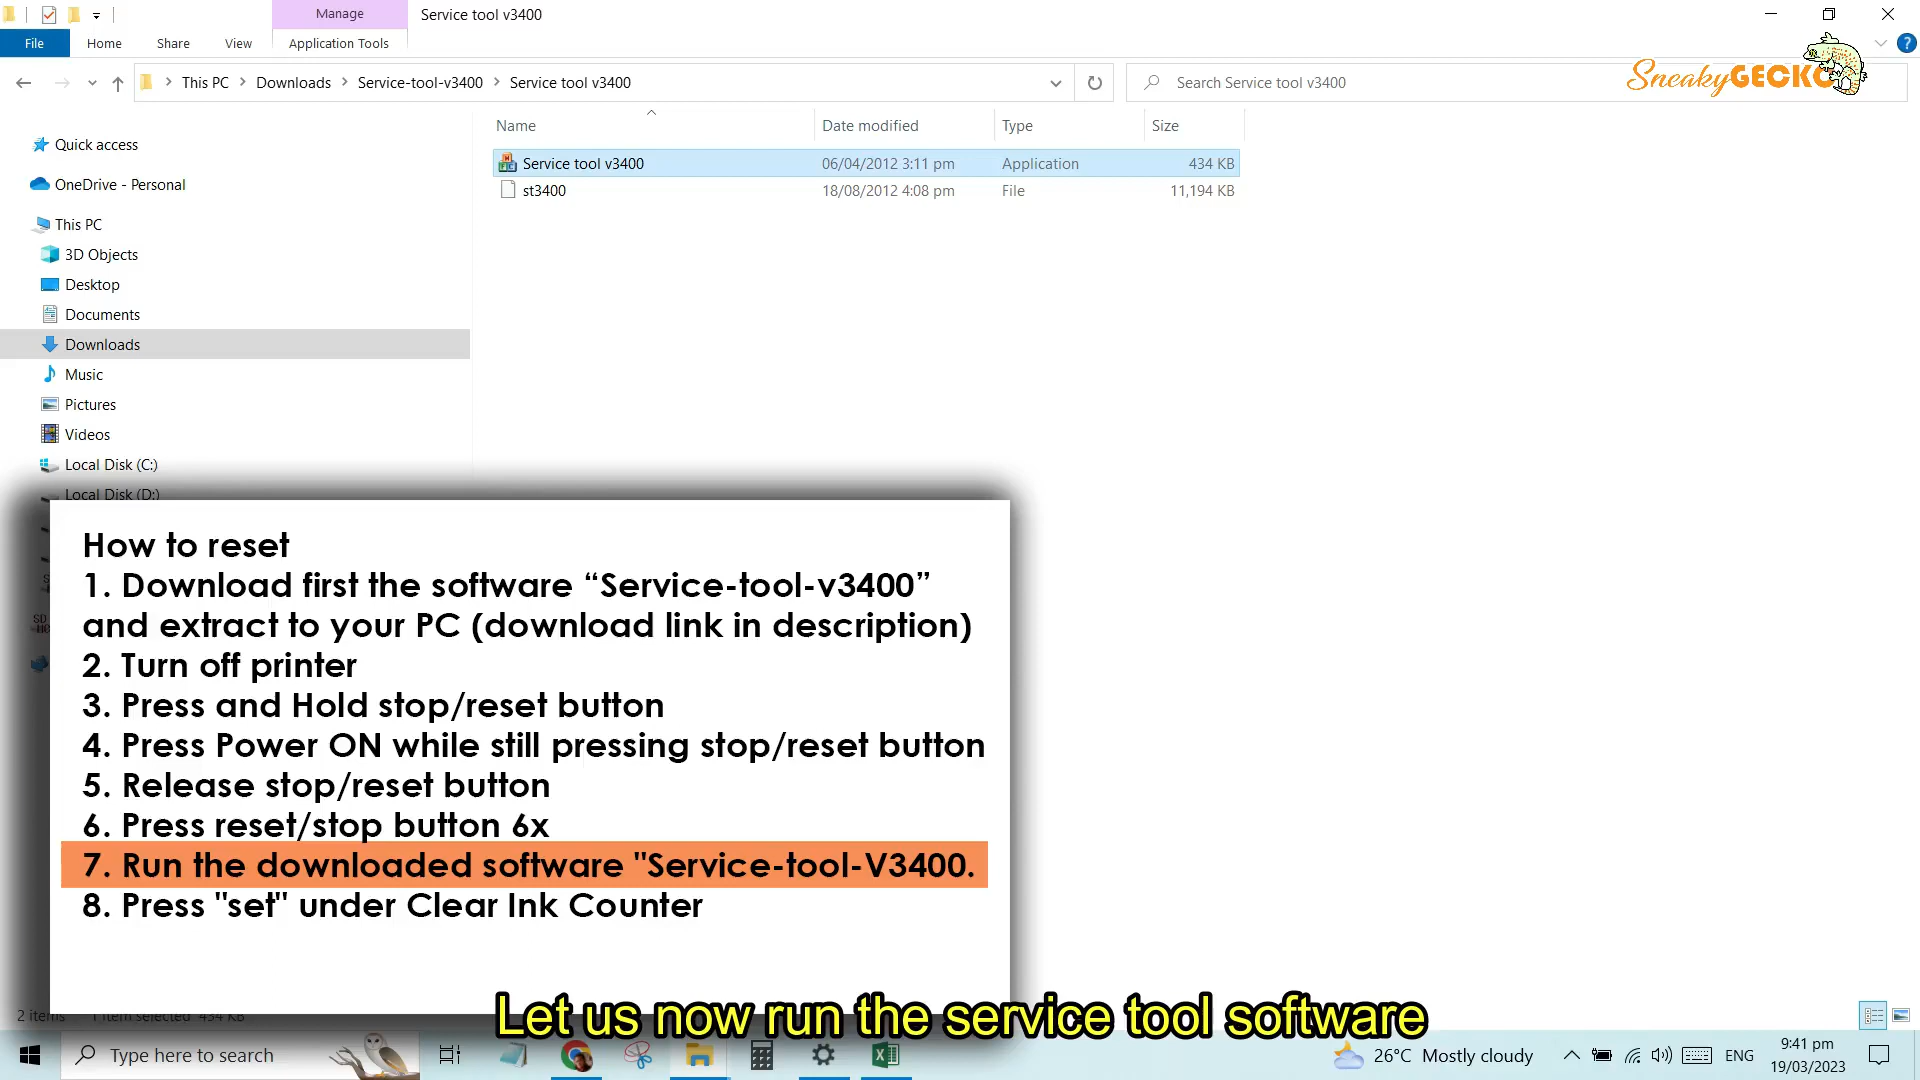 Manage
Service tool v3400
File
Home
Share
View
Application Tools
This PC
Downloads
Service-tool-v3400
Service tool v3400
Search Service tool v3400
SneakyGECKO
Name
Date modified
Type
Size
Service tool v3400
06/04/2012 3:11 pm
Application
434 KB
st3400
18/08/2012 4:08 pm
File
11,194 KB
Quick access
OneDrive - Personal
This PC
3D Objects
Desktop
Documents
Downloads
Music
Pictures
Videos
Local Disk (C:)
Local Disk (D:)
How to reset
1. Download first the software “Service-tool-v3400”
and extract to your PC (download link in description)
2. Turn off printer
3. Press and Hold stop/reset button
4. Press Power ON while still pressing stop/reset button
5. Release stop/reset button
6. Press reset/stop button 6x
7. Run the downloaded software "Service-tool-V3400.
8. Press "set" under Clear Ink Counter
2 items
1 item selected 434 KB
Let us now run the service tool software
Type here to search
26°C Mostly cloudy
ENG
9:41 pm
19/03/2023